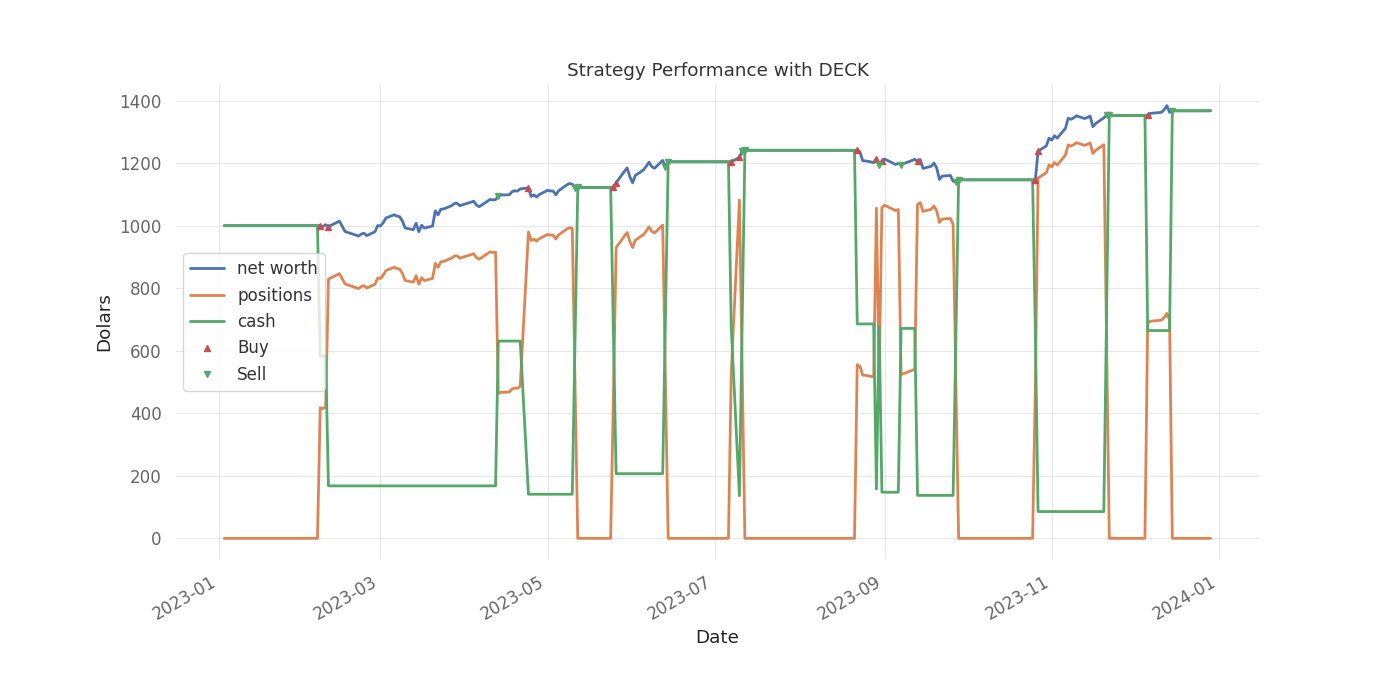 Strategy Performance with DECK
1400
1200
1000
800
600
400
200
0
Dolars
net worth
positions
cash
Buy
Sell
2023-01
2023-03
2023-05
2023-07
2023-09
2023-11
2024-01
Date